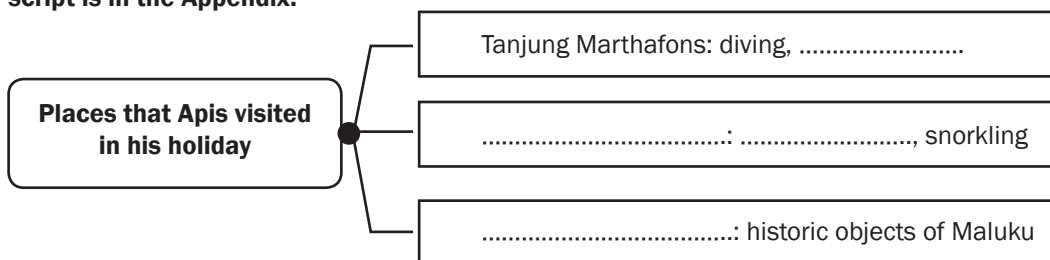 script is in the Appendix.
Tanjung Marthafons: diving, ........................
Places that Apis visited
in his holiday
....................................: ........................., snorkling
.....................................: historic objects of Maluku